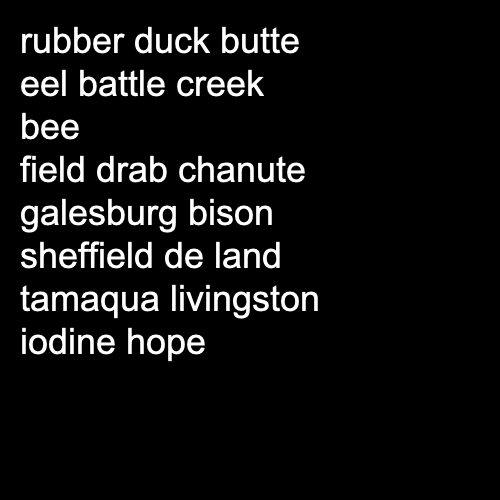 rubber duck butte
eel battle creek
bee
field drab chanute
galesburg bison
sheffield de land
tamaqua livingston
iodine hope